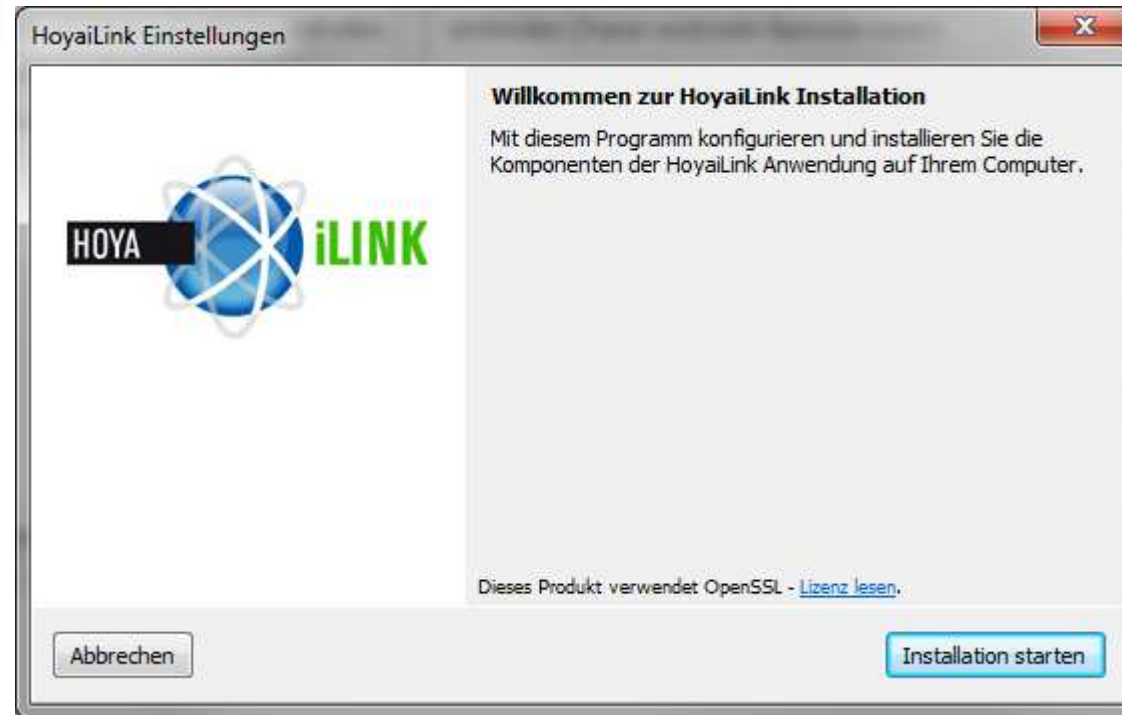 HoyaiLink Einstellungen
Willkommen zur HoyaiLink Installation
Mit diesem Programm konfigurieren und installieren Sie die
Komponenten der HoyaiLink Anwendung auf Ihrem Computer.
HOYA iLINK
Dieses Produkt verwendet OpenSSL - Lizenz lesen.
Abbrechen
Installation starten